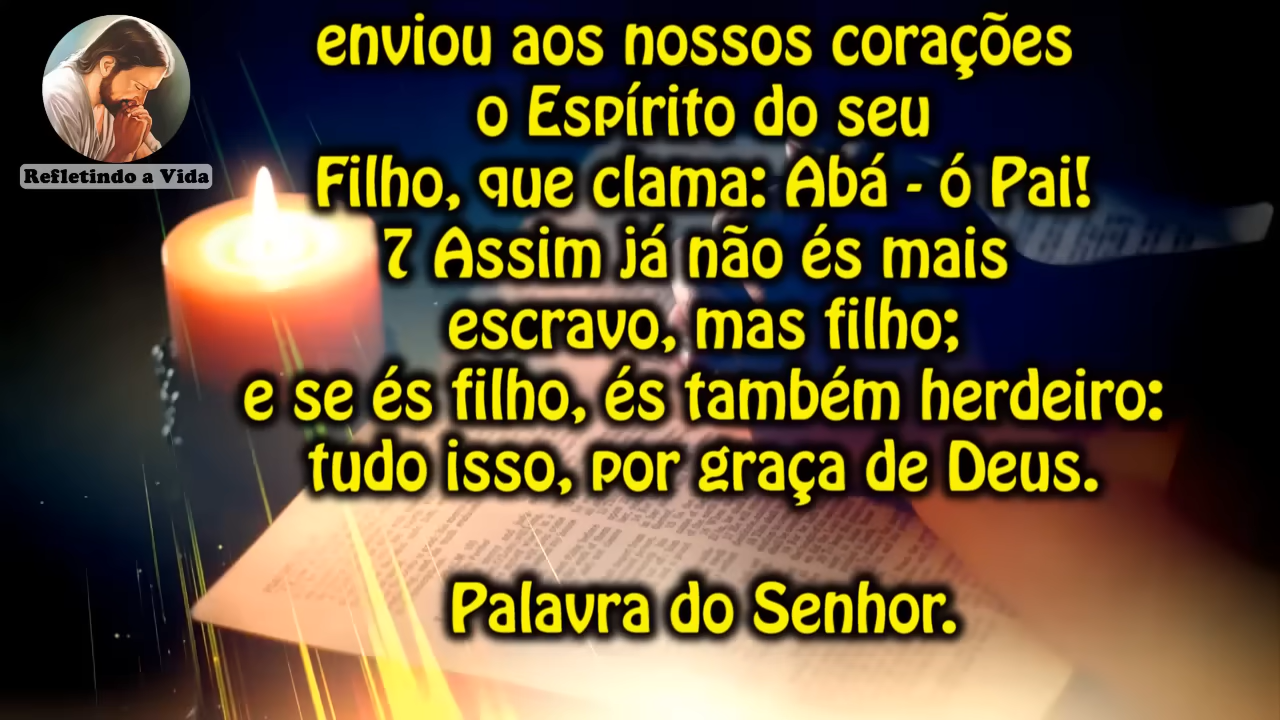 Refletindo a Vida
enviou aos nossos corações
o Espírito do seu
Filho, que clama: Abá - ó Pai!
7 Assim já não és mais
escravo, mas filho;
e se és filho, és também herdeiro:
tudo isso, por graça de Deus.
Palavra do Senhor.